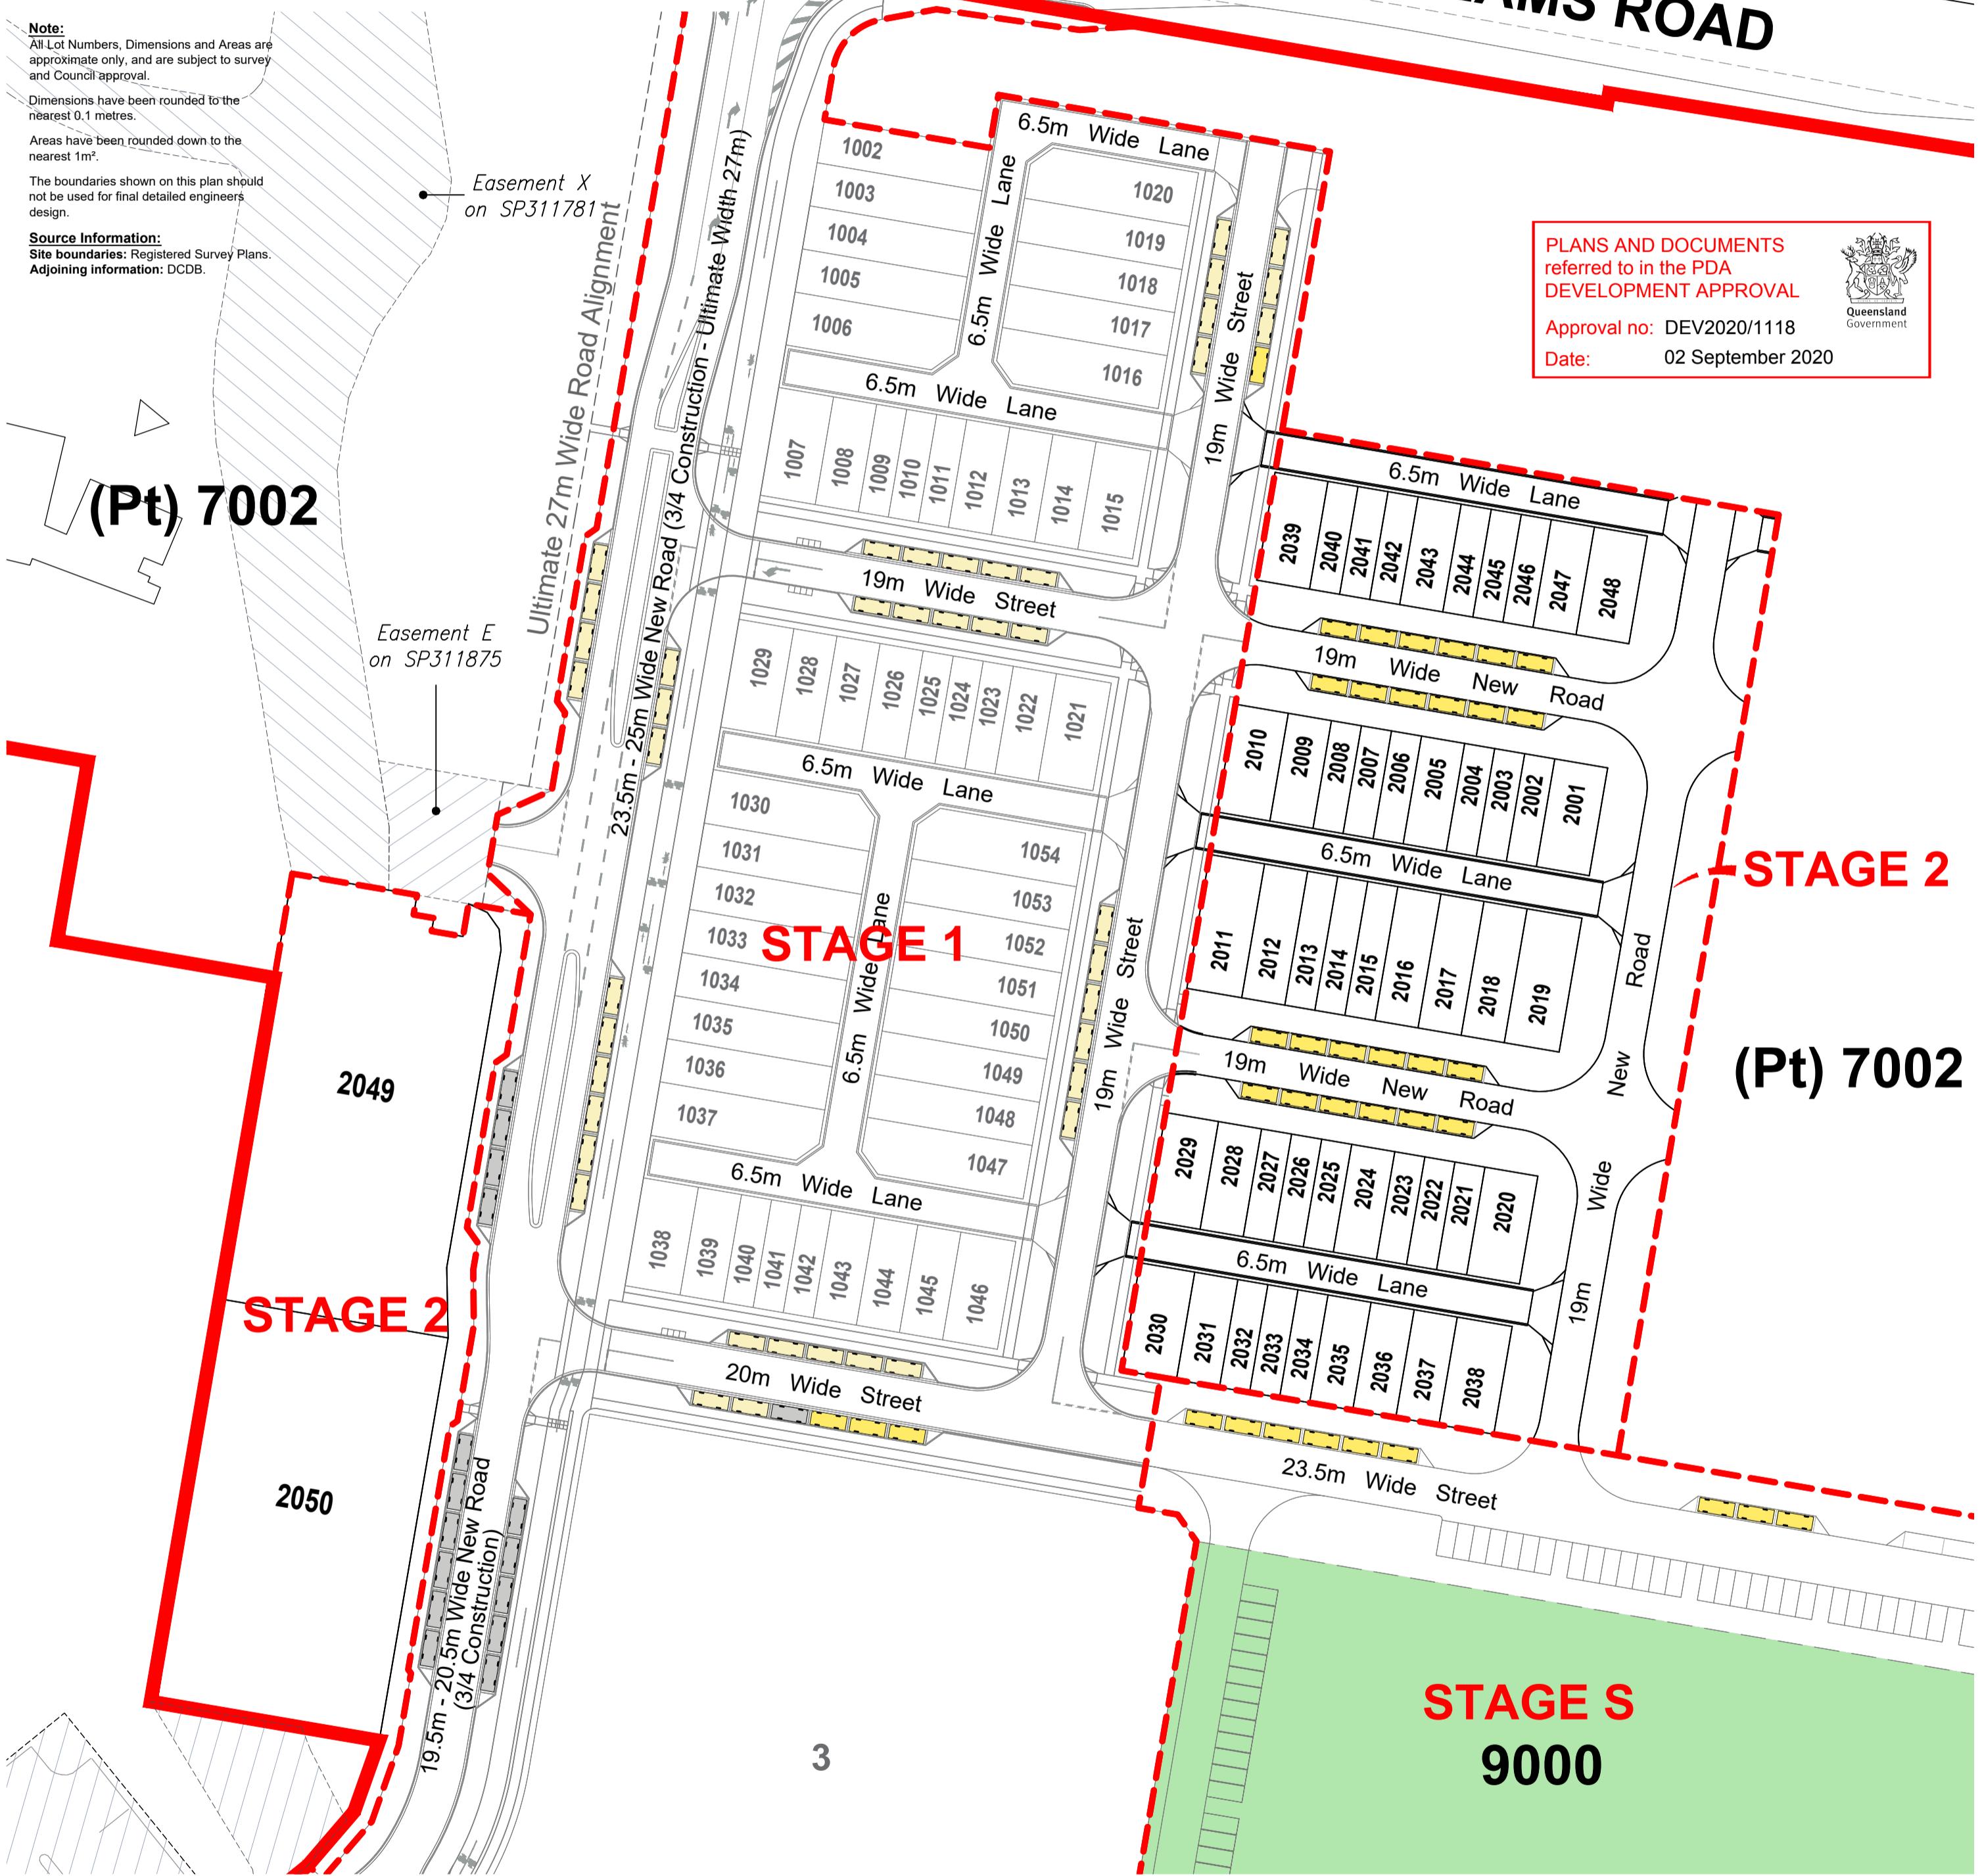 Note:
All Lot Numbers, Dimensions and Areas are
approximate only, and are subject to survey
and Council approval.
Dimensions have been rounded to the
nearest 0.1 metres.
Areas have been rounded down to the
nearest 1m².
The boundaries shown on this plan should
not be used for final detailed engineers
design.
Source Information:
Site boundaries: Registered Survey Plans.
Adjoining information: DCDB.
ROAD
PLANS AND DOCUMENTS
referred to in the PDA
DEVELOPMENT APPROVAL
Approval no: DEV2020/1118
Date: 02 September 2020
Queensland
Government
Easement X
on SP311781
Easement E
on SP311875
(Pt) 7002
Ultimate 27m Wide Road Alignment
23.5m - 25m Wide New Road (3/4 Construction - Ultimate Width 27m)
6.5m Wide Lane
6.5m Wide Lane
1002
1003
1004
1005
1006
1020
1019
1018
1017
1016
6.5m Wide Lane
19m Wide Street
1007
1008
1009
1010
1011
1012
1013
1014
1015
19m Wide Street
1029
1028
1027
1026
1025
1024
1023
1022
1021
6.5m Wide Lane
1030
1031
1032
1033
1034
1035
1036
1037
STAGE 1
6.5m Wide Lane
1054
1053
1052
1051
1050
1049
1048
1047
19m Wide Street
6.5m Wide Lane
1038
1039
1040
1041
1042
1043
1044
1045
1046
20m Wide Street
6.5m Wide Lane
2039
2040
2041
2042
2043
2044
2045
2046
2047
2048
19m Wide New Road
2010
2009
2008
2007
2006
2005
2004
2003
2002
2001
6.5m Wide Lane
2011
2012
2013
2014
2015
2016
2017
2018
2019
19m Wide New Road
STAGE 2
(Pt) 7002
19m Wide New Road
2029
2028
2027
2026
2025
2024
2023
2022
2021
2020
6.5m Wide Lane
2030
2031
2032
2033
2034
2035
2036
2037
2038
23.5m Wide Street
2049
STAGE 2
2050
19.5m - 20.5m Wide New Road
(3/4 Construction)
3
STAGE S
9000